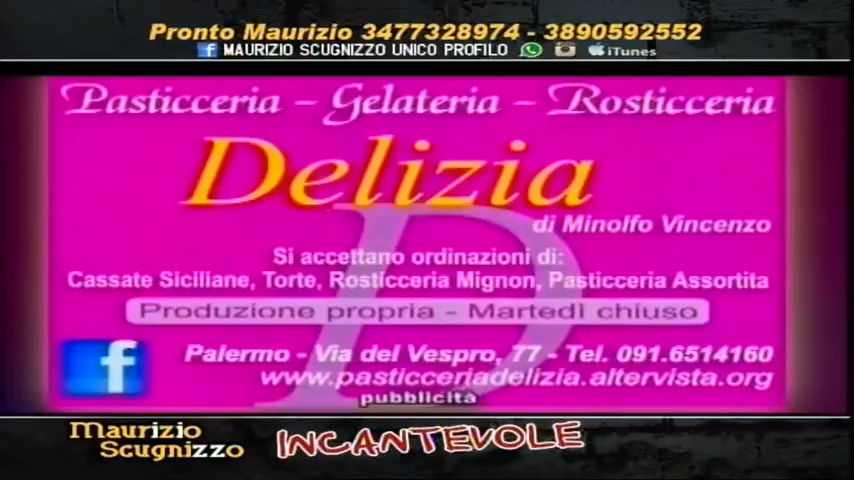 Pronto Maurizio 3477328974 - 3890592552
f MAURIZIO SCUGNIZZO UNICO PROFILO iTunes
Pasticceria - Gelateria - Rosticceria
Delizia
di Minolfo Vincenzo
Si accettano ordinazioni di:
Cassate Siciliane, Torte, Rosticceria Mignon, Pasticceria Assortita
Produzione propria - Martedì chiuso
Palermo - Via del Vespro, 77 - Tel. 091.6514160
www.pasticceriadelizia.altervista.org
f
pubblicità
Maurizio
Scugnizzo
INCANTEVOLE